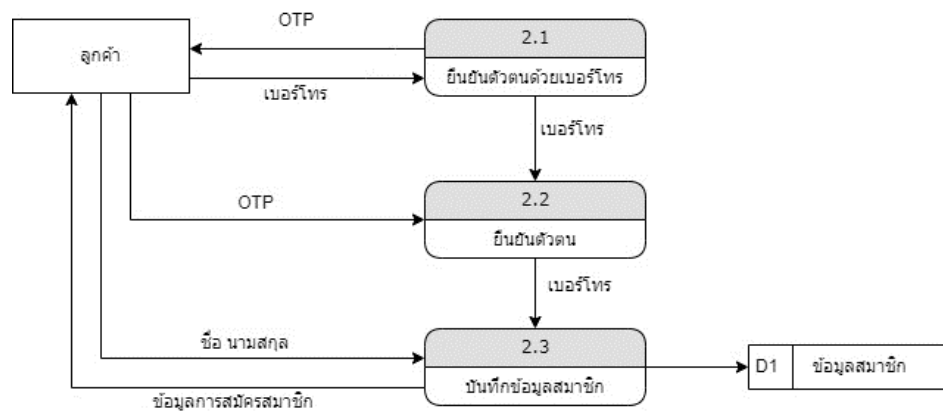 OTP
2.1
ลูกค้า
ยืนยันตัวตนด้วยเบอร์โทร
เบอร์โทร
เบอร์โทร
2.2
OTP
ยืนยันตัวตน
เบอร์โทร
2.3
ชื่อ นามสกุล
D1 ข้อมูลสมาชิก
บันทึกข้อมูลสมาชิก
ข้อมูลการสมัครสมาชิก